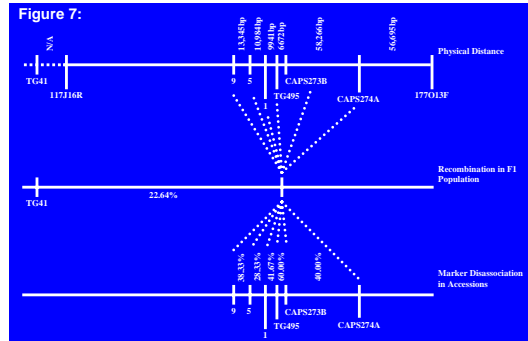 Figure 7:
N/A
13,345bp
10,984bp
9941bp
6672bp
58,266bp
56,695bp
Physical Distance
TG41
117J16R
9
5
1
TG495
CAPS273B
CAPS274A
177O13F
Recombination in F1
Population
TG41
22.64%
38.33%
28.33%
41.67%
60.00%
40.00%
Marker Disassociation
in Accessions
9
5
1
TG495
CAPS273B
CAPS274A